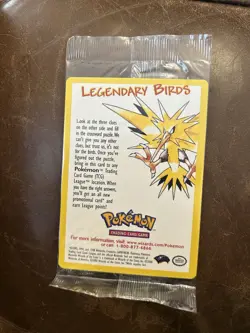 LEGENDARY BIRDS
Look at the three clues
on the other side and fill
in the crossword puzzle. We
can't give you any other clues,
but trust us, it's not
for the birds. Once you've
figured out the puzzle,
bring in this card to any
Pokémon Trading
Card Game (TCG)
League location. When you
have the right answers,
you'll get an all new
promotional card and
earn League points!
POKéMON
TRADING CARD GAME
For more information, visit www.wizards.com/Pokemon
or call 1-800-877-6866